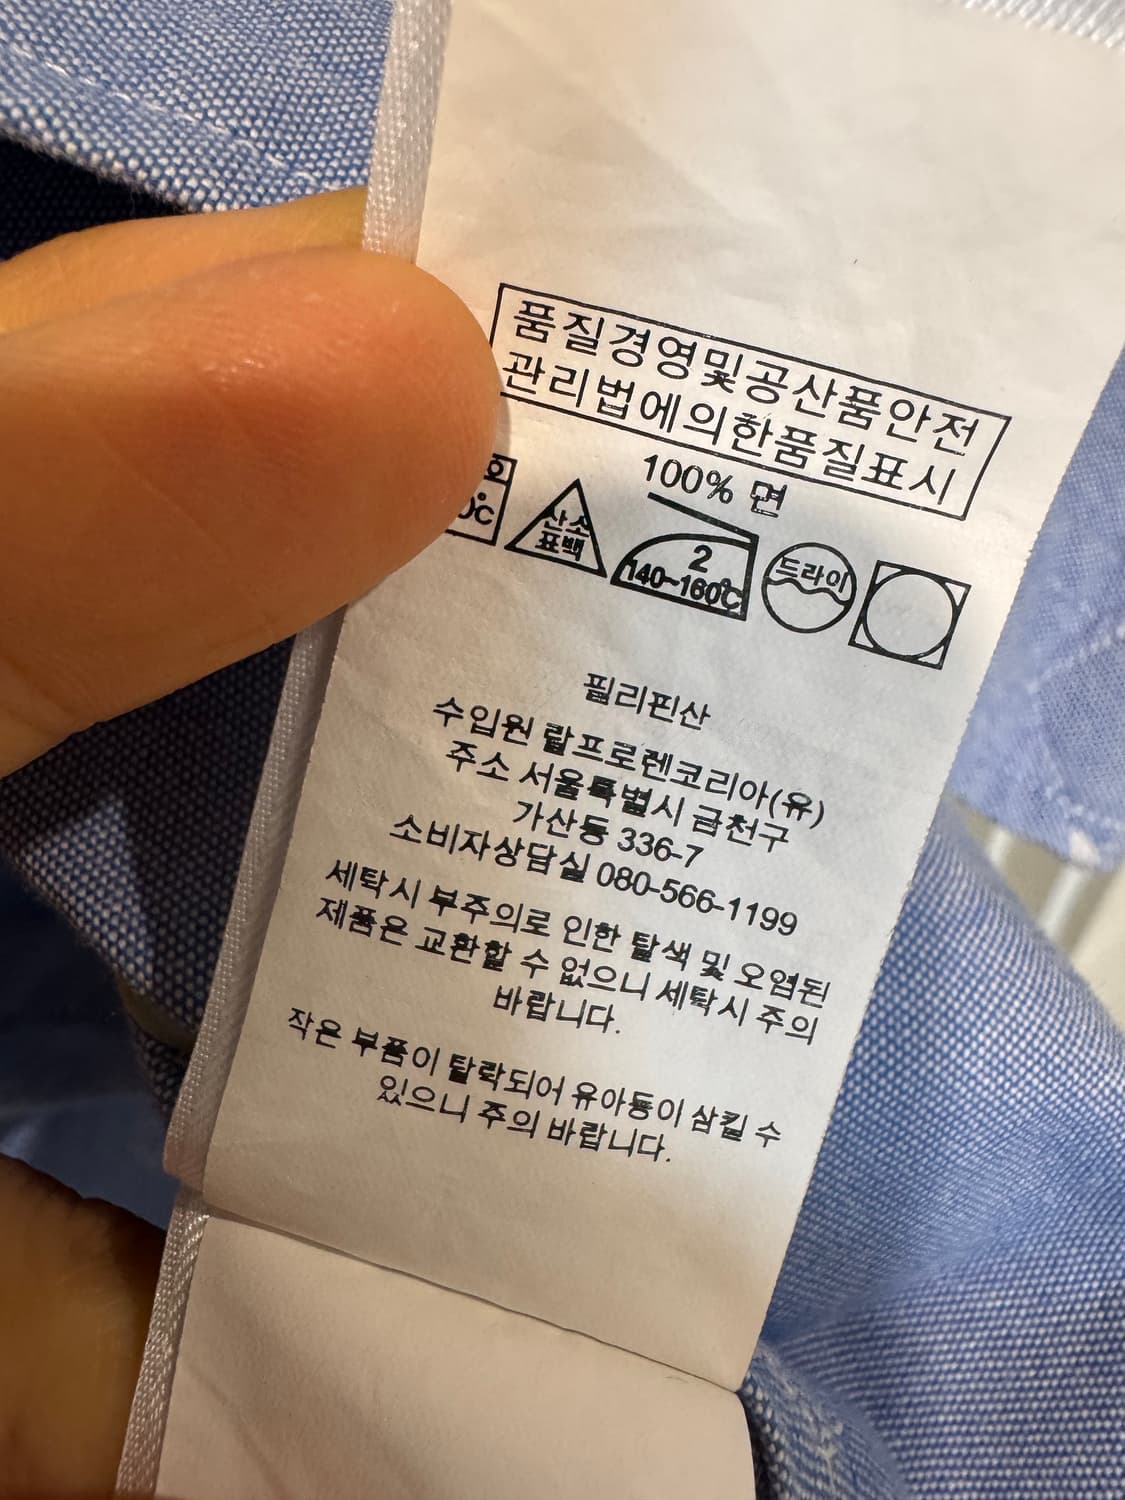 품질경영및공산품안전
관리법에의한품질표시
100% 면
산소
표백
2
140~160℃
드라이
필리핀산
수입원 랄프로렌코리아(유)
주소 서울특별시 금천구
가산동 336-7
소비자상담실 080-566-1199
세탁시 부주의로 인한 탈색 및 오염된
제품은 교환할 수 없으니 세탁시 주의
바랍니다.
작은 부품이 탈락되어 유아동이 삼킬 수
있으니 주의 바랍니다.